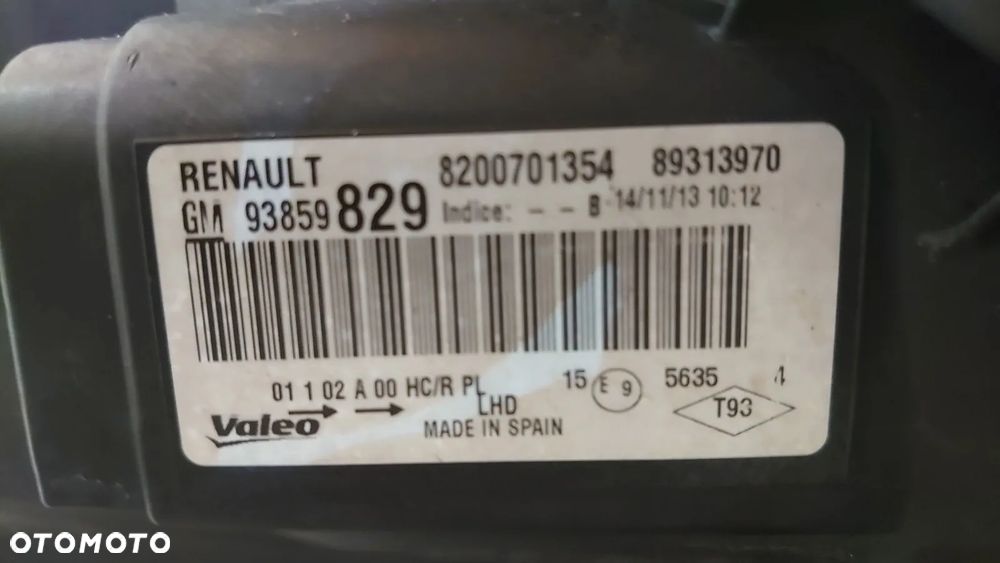 RENAULT 8200701354 89313970
GM 93859 829 Indice: - - B 14/11/13 10:12
01 1 02 A 00 HC/R PL 15 E 9 5635 4
Valeo LHD T93
MADE IN SPAIN
OTOMOTO